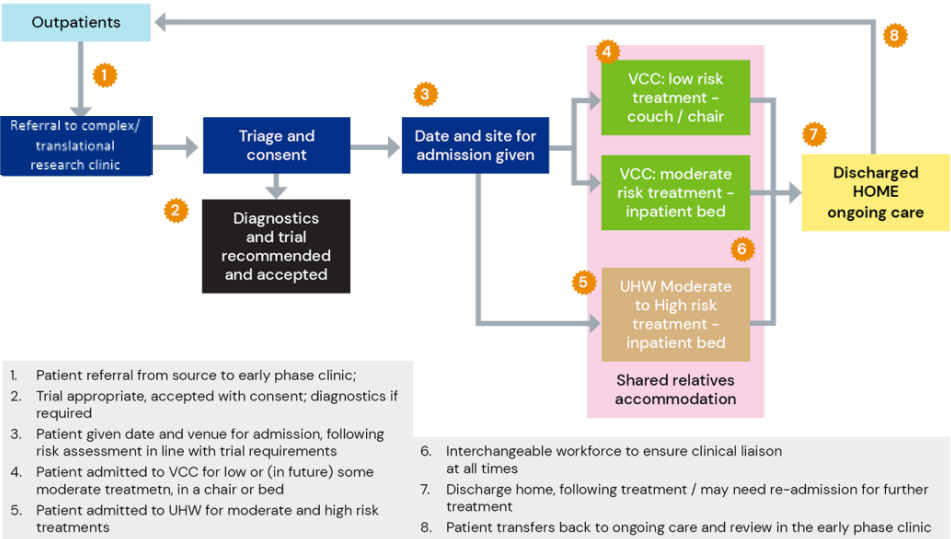 Outpatients
8
1
4
VCC: low risk
treatment -
couch / chair
3
Referral to complex/
translational
research clinic
Triage and
consent
Date and site for
admission given
7
VCC: moderate
risk treatment -
inpatient bed
Discharged
HOME
ongoing care
2
Diagnostics
and trial
recommended
and accepted
6
5
UHW Moderate
to High risk
treatment -
inpatient bed
Shared relatives
accommodation
1. Patient referral from source to early phase clinic;
2. Trial appropriate, accepted with consent; diagnostics if
required
3. Patient given date and venue for admission, following
risk assessment in line with trial requirements
4. Patient admitted to VCC for low or (in future) some
moderate treatmetn, in a chair or bed
5. Patient admitted to UHW for moderate and high risk
treatments
6. Interchangeable workforce to ensure clinical liaison
at all times
7. Discharge home, following treatment / may need re-admission for further
treatment
8. Patient transfers back to ongoing care and review in the early phase clinic